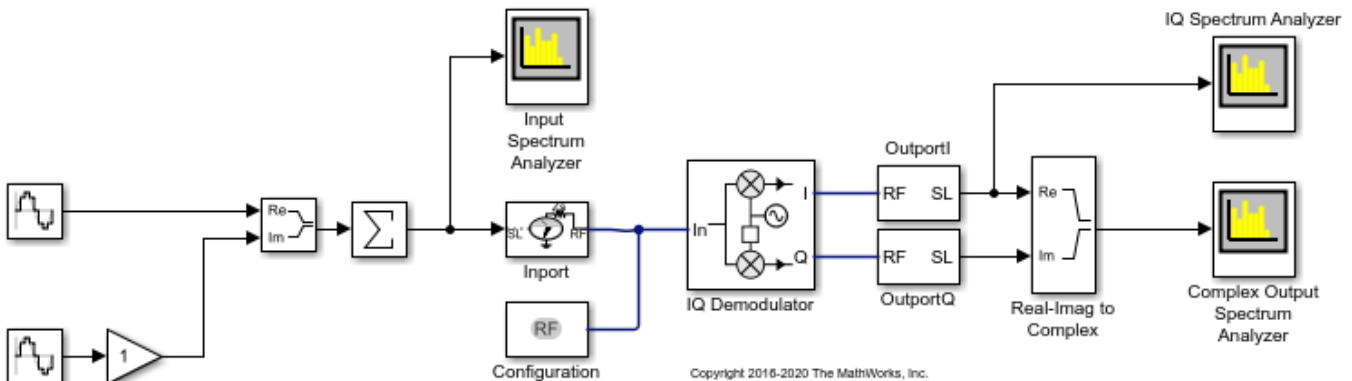 IQ Spectrum Analyzer
Input
Spectrum
Analyzer
OutportI
Re
Im
SL
RF
Inport
In
I
Q
IQ Demodulator
RF SL
RF SL
OutportQ
Re
Im
Real-Imag to
Complex
Complex Output
Spectrum
Analyzer
1
RF
Configuration
Copyright 2016-2020 The MathWorks, Inc.